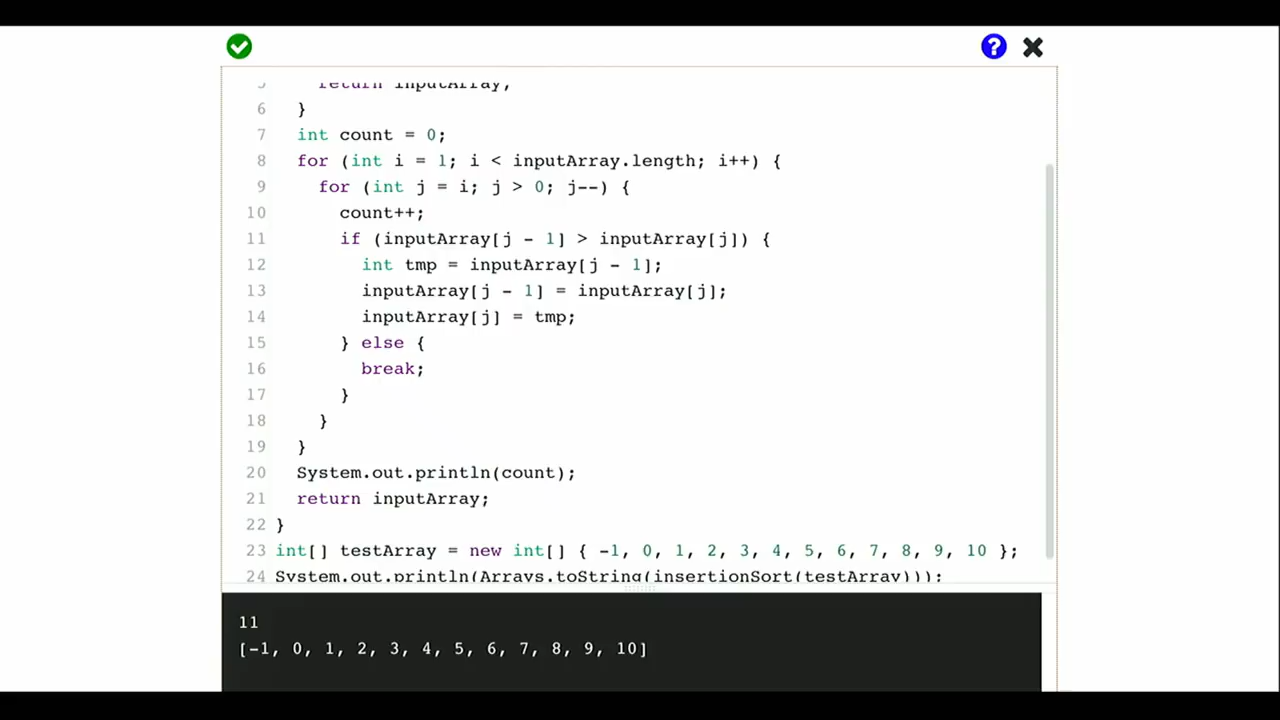 5 return inputArray;
6 }
7 int count = 0;
8 for (int i = 1; i < inputArray.length; i++) {
9 for (int j = i; j > 0; j--) {
10 count++;
11 if (inputArray[j - 1] > inputArray[j]) {
12 int tmp = inputArray[j - 1];
13 inputArray[j - 1] = inputArray[j];
14 inputArray[j] = tmp;
15 } else {
16 break;
17 }
18 }
19 }
20 System.out.println(count);
21 return inputArray;
22 }
23 int[] testArray = new int[] { -1, 0, 1, 2, 3, 4, 5, 6, 7, 8, 9, 10 };
24 System.out.println(Arrays.toString(insertionSort(testArray)));
11
[-1, 0, 1, 2, 3, 4, 5, 6, 7, 8, 9, 10]